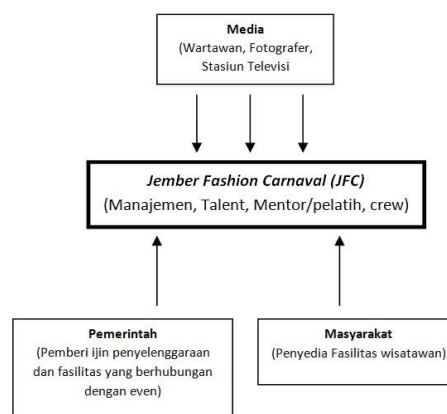 Media
(Wartawan, Fotografer,
Stasiun Televisi
Jember Fashion Carnaval (JFC)
(Manajemen, Talent, Mentor/pelatih, crew)
Pemerintah
(Pemberi ijin penyelenggaraan
dan fasilitas yang berhubungan
dengan even)
Masyarakat
(Penyedia Fasilitas wisatawan)